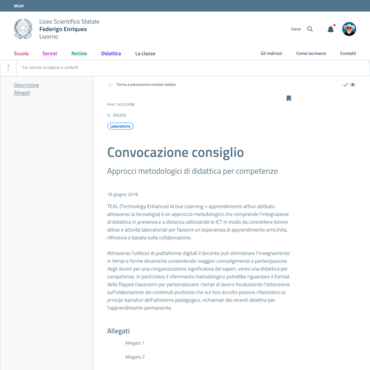 MIUR
Liceo Scientifico Statale
Federigo Enriques
Livorno
Cerca
Scuola Servizi Notizie Didattica La classe
Gli indirizzi Come iscriversi Contatti
hai salvato la pagina in preferiti
Descrizione
Allegati
Torna a panoramica notizie notizie
Prot.
A: Docenti
Laboratorio
Convocazione consiglio
Approcci metodologici di didattica per competenze
16 giugno 2018
TEAL (Technology Enhanced Active Learning = apprendimento attivo abilitato
attraverso la tecnologia) è un approccio metodologico che comprende l'integrazione
di didattica in presenza e a distanza utilizzando le ICT in modo da connettere lezioni
attive e attività laboratoriali per favorire un'esperienza di apprendimento arricchita,
riflessiva e basata sulla collaborazione.
Attraverso l'utilizzo di piattaforme digitali il docente può ottimizzare l'insegnamento
in tempi e forme dinamiche consentendo maggior coinvolgimento e partecipazione
degli alunni per una riorganizzazione significativa dei saperi, verso una didattica per
competenze. In particolare il riferimento metodologico potrebbe riguardare il format
della flipped classroom per personalizzare i tempi di lavoro focalizzando l'attenzione
sull'elaborazione dei contenuti piuttosto che sul loro ascolto passivo rifacendosi ai
principi ispiratori dell'attivismo pedagogico, richiamati dai recenti obiettivi per
l'apprendimento permanente
Allegati
Allegato 1
Allegato 2